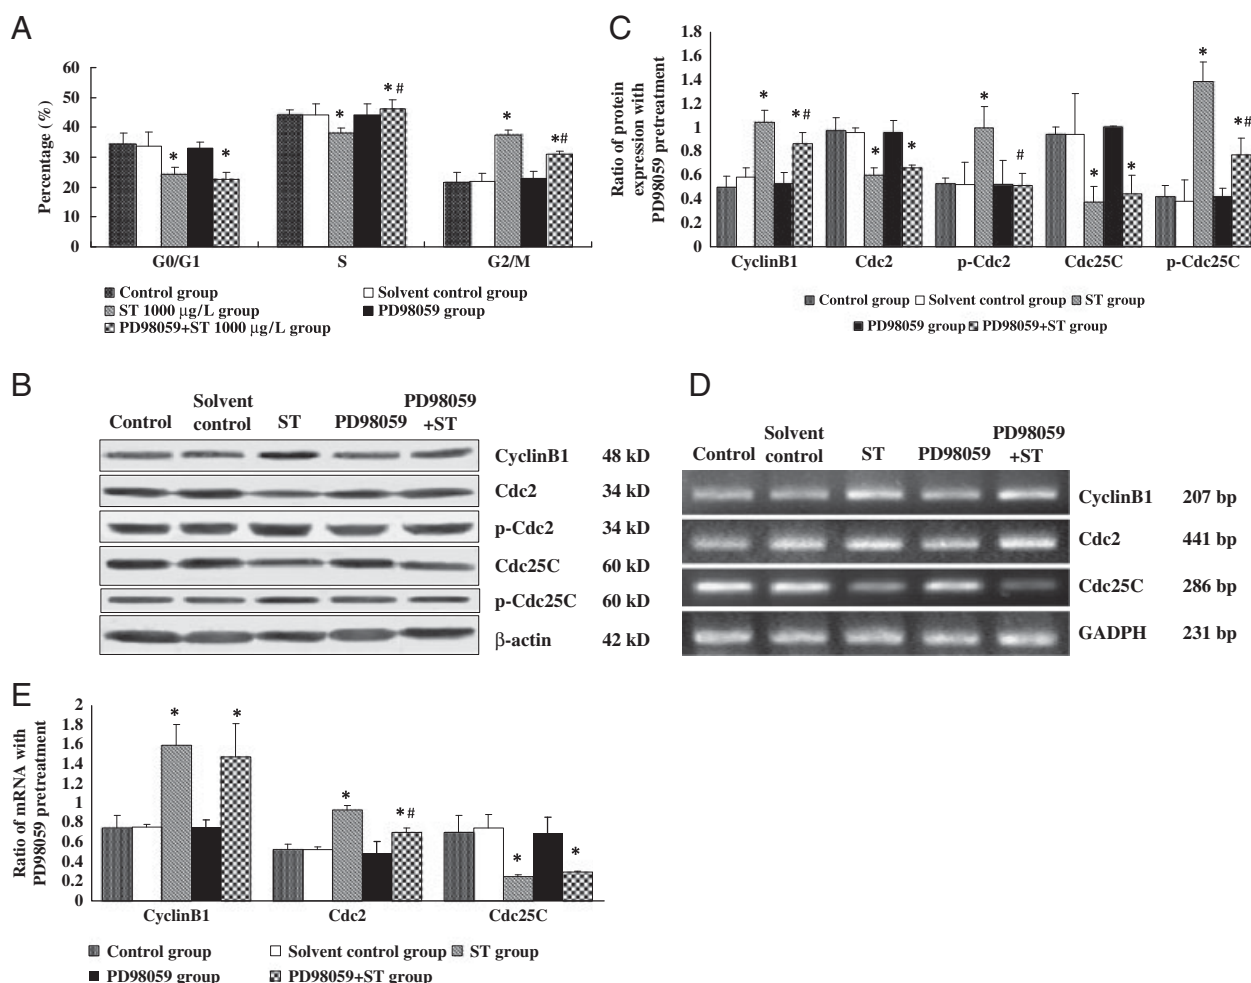 A
Percentage (%)
60
50
40
30
20
10
0
* * * * # * *#
G0/G1 S G2/M
Control group Solvent control group
ST 1000 µg/L group PD98059 group
PD98059+ST 1000 µg/L group
C
Ratio of protein
expression with
PD98059 pretreatment
1.8
1.6
1.4
1.2
1
0.8
0.6
0.4
0.2
0
* *# * * * # * * * *#
CyclinB1 Cdc2 p-Cdc2 Cdc25C p-Cdc25C
Control group Solvent control group ST group
PD98059 group PD98059+ST group
B
Control Solvent control ST PD98059 PD98059 +ST
CyclinB1 48 kD
Cdc2 34 kD
p-Cdc2 34 kD
Cdc25C 60 kD
p-Cdc25C 60 kD
β-actin 42 kD
D
Control Solvent control ST PD98059 PD98059 +ST
CyclinB1 207 bp
Cdc2 441 bp
Cdc25C 286 bp
GADPH 231 bp
E
Ratio of mRNA with
PD98059 pretreatment
2
1.8
1.6
1.4
1.2
1
0.8
0.6
0.4
0.2
0
* * * *# * *
CyclinB1 Cdc2 Cdc25C
Control group Solvent control group ST group
PD98059 group PD98059+ST group